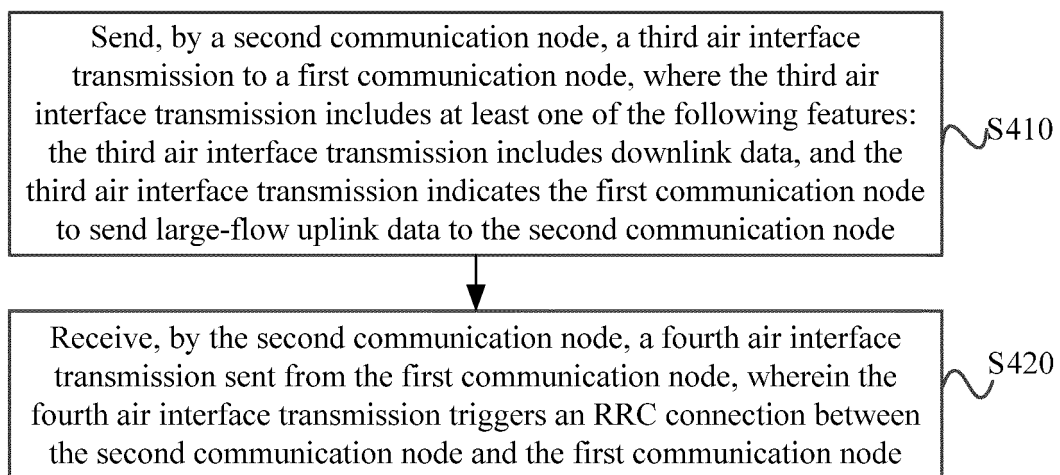 Send, by a second communication node, a third air interface
transmission to a first communication node, where the third air
interface transmission includes at least one of the following features:
the third air interface transmission includes downlink data, and the
third air interface transmission indicates the first communication node
to send large-flow uplink data to the second communication node
S410
Receive, by the second communication node, a fourth air interface
transmission sent from the first communication node, wherein the
fourth air interface transmission triggers an RRC connection between
the second communication node and the first communication node
S420